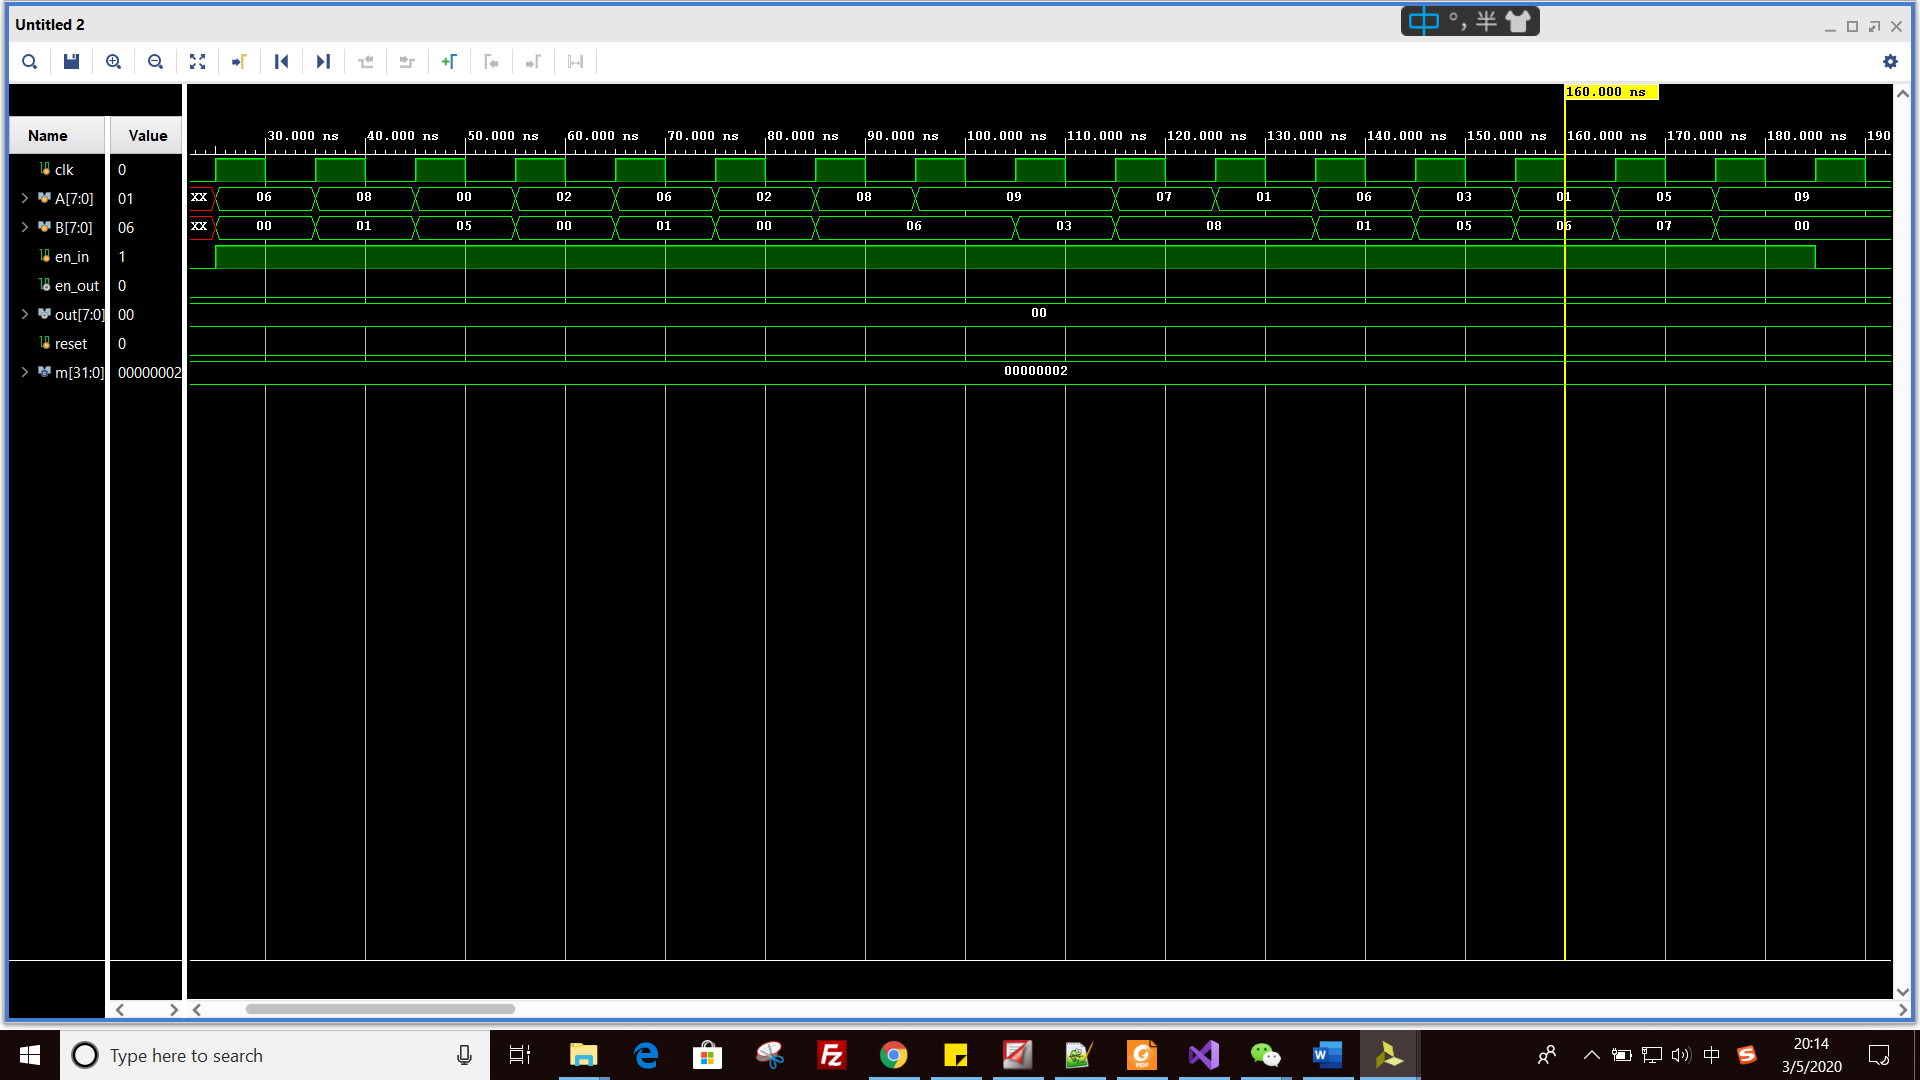 Untitled 2
中 °, 半
160.000 ns
Name
Value
30.000 ns 40.000 ns 50.000 ns 60.000 ns 70.000 ns 80.000 ns 90.000 ns 100.000 ns 110.000 ns 120.000 ns 130.000 ns 140.000 ns 150.000 ns 160.000 ns 170.000 ns 180.000 ns 190
clk 0
A[7:0] 01 XX 06 08 00 02 06 02 08 09 07 01 06 03 01 05 09
B[7:0] 06 XX 00 01 05 00 01 00 06 03 08 01 05 06 07 00
en_in 1
en_out 0
out[7:0] 00 00
reset 0
m[31:0] 00000002 00000002
Type here to search
中
20:14
3/5/2020